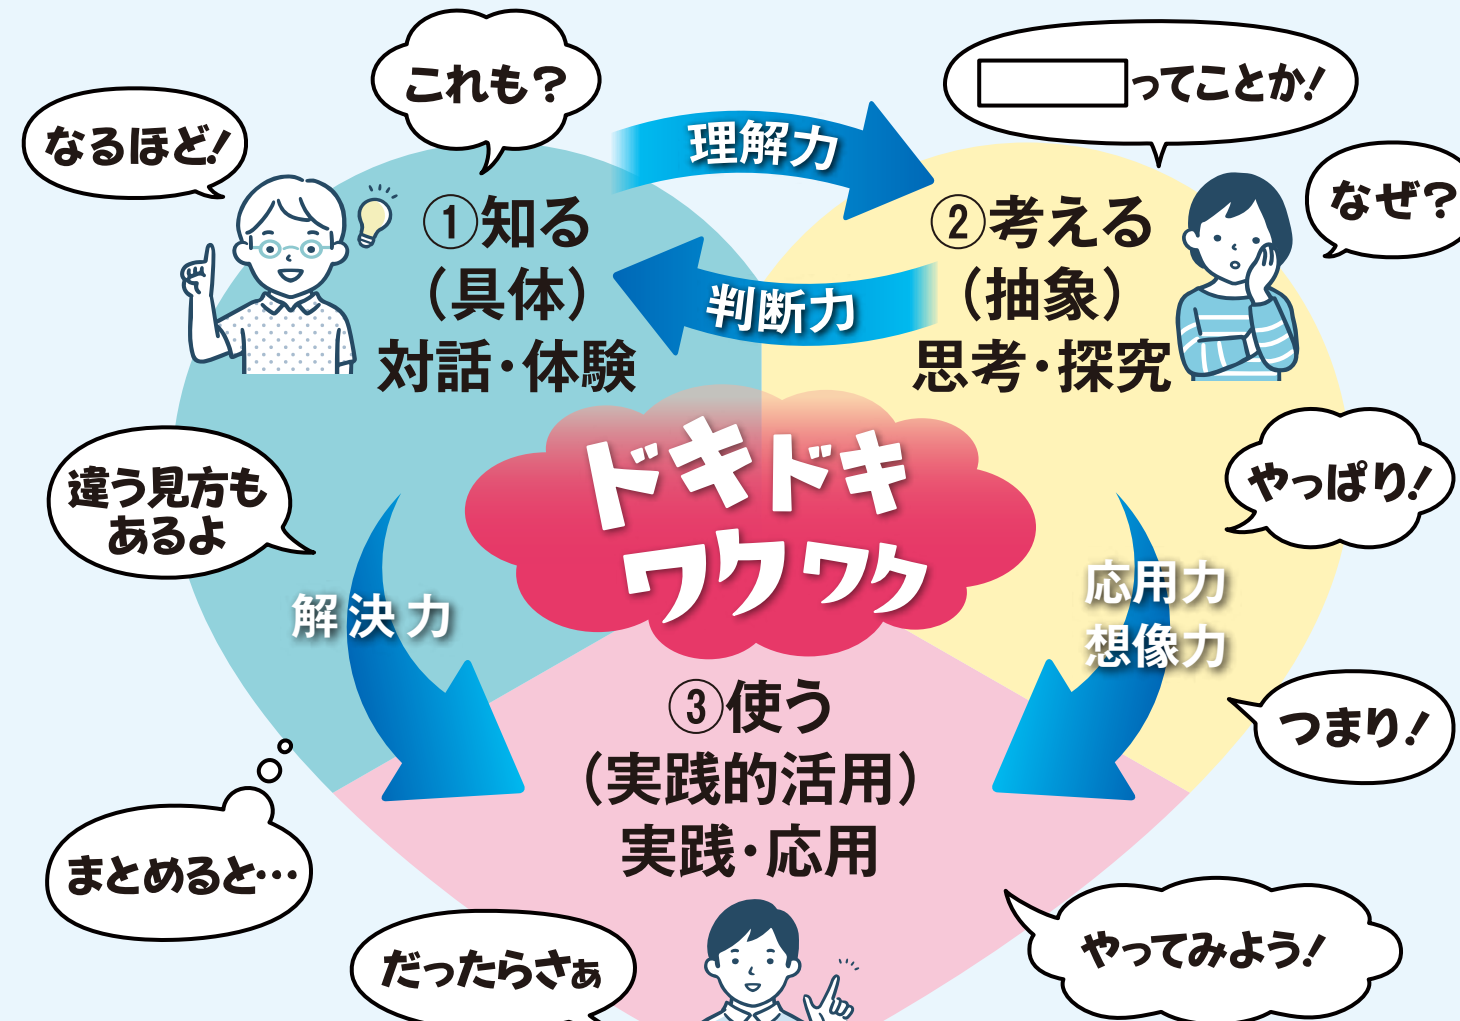 これも？
なるほど！
ってことか！
なぜ？
理解力
①知る
（具体）
対話・体験
②考える
（抽象）
思考・探究
判断力
ドキドキ
ワクワク
違う見方も
あるよ
やっぱり！
解決力
応用力
想像力
③使う
（実践的活用）
実践・応用
つまり！
まとめると…
だったらさぁ
やってみよう！